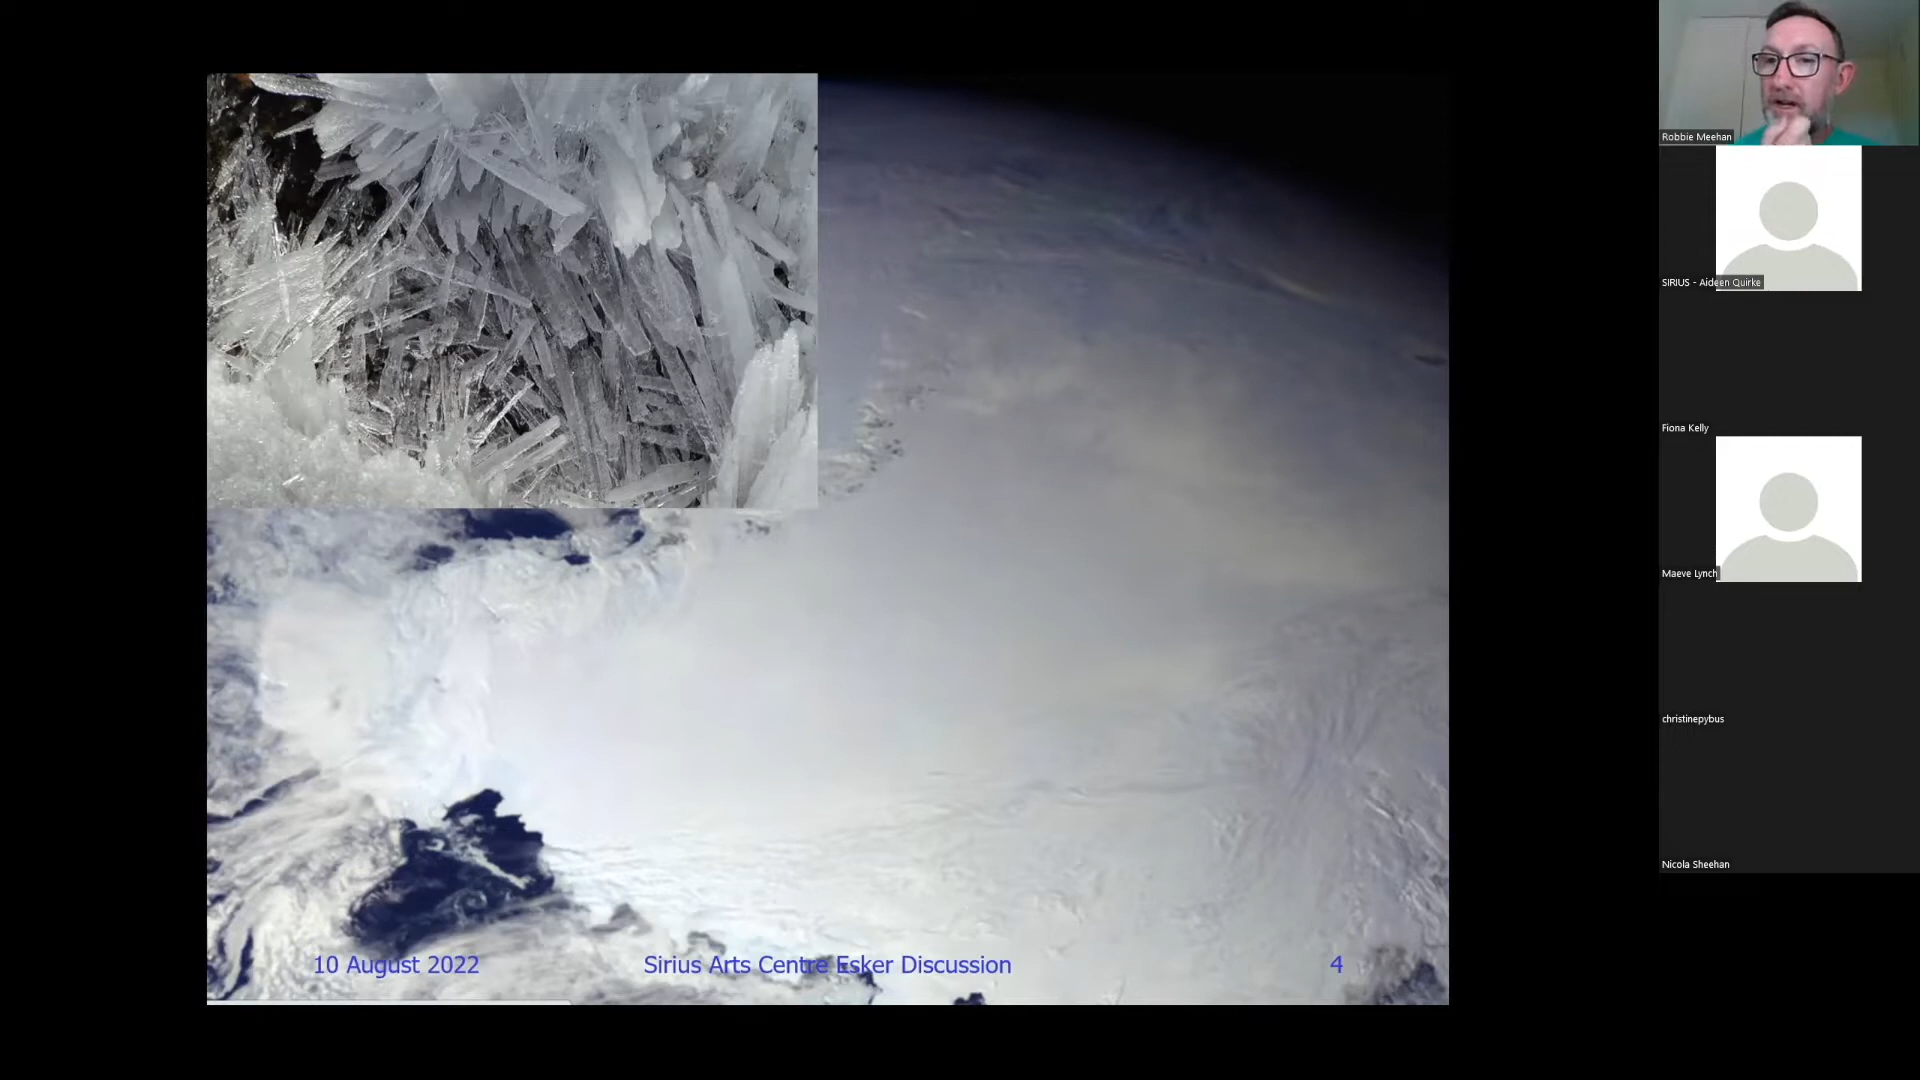 10 August 2022
Sirius Arts Centre Esker Discussion
4
Robbie Meehan
SIRIUS - Aideen Quirke
Fiona Kelly
Maeve Lynch
christinepybus
Nicola Sheehan